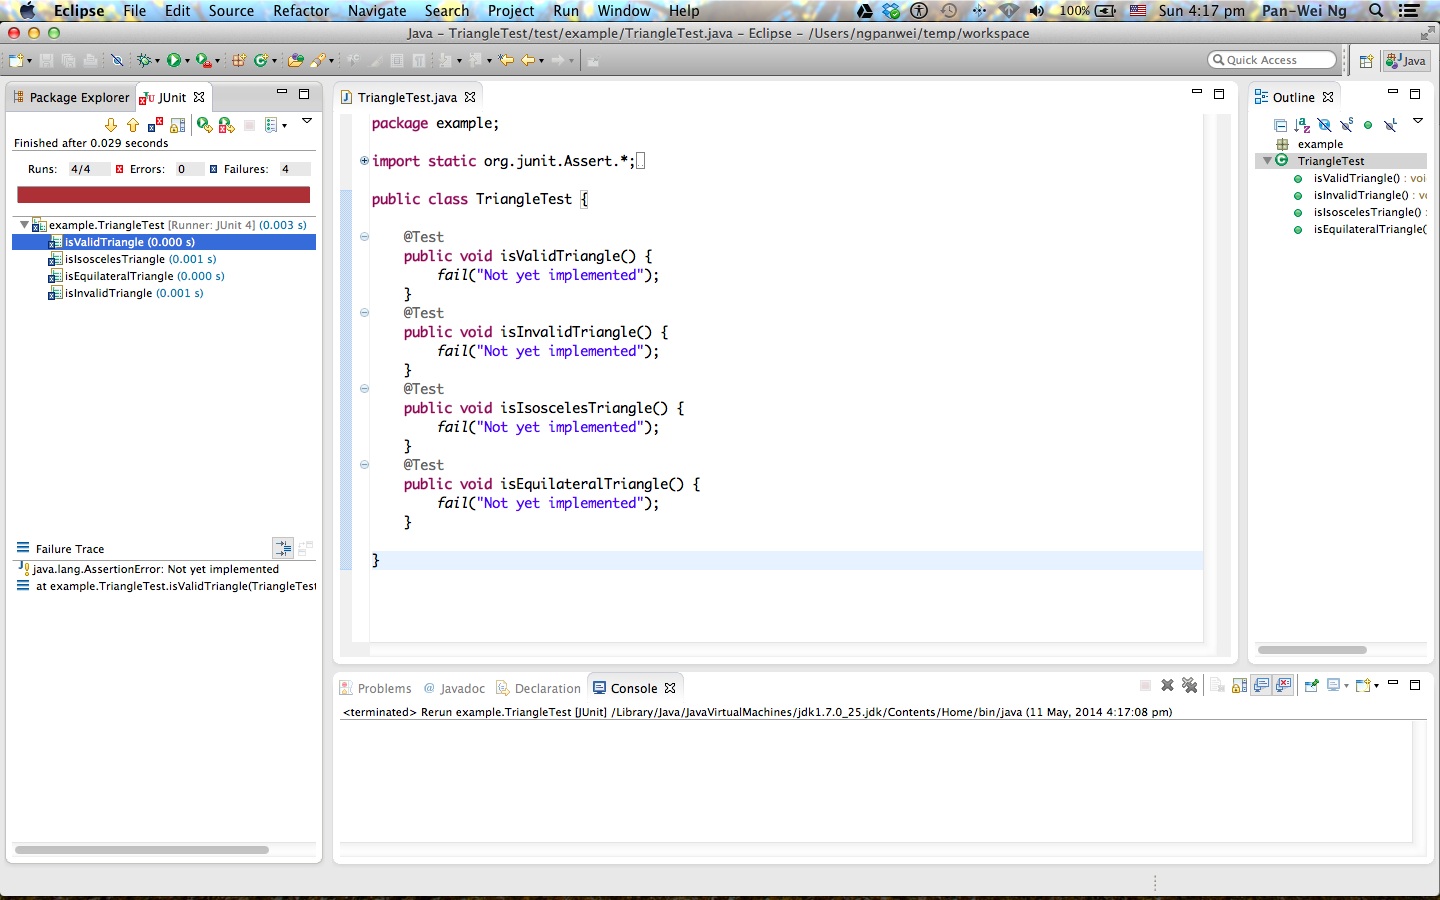 Eclipse File Edit Source Refactor Navigate Search Project Run Window Help 100% Sun 4:17 pm Pan-Wei Ng
Java – TriangleTest/test/example/TriangleTest.java – Eclipse – /Users/ngpanwei/temp/workspace
Quick Access Java
Package Explorer JUnit
Finished after 0.029 seconds
Runs: 4/4 Errors: 0 Failures: 4
example.TriangleTest [Runner: JUnit 4] (0.003 s)
isValidTriangle (0.000 s)
isIsoscelesTriangle (0.001 s)
isEquilateralTriangle (0.000 s)
isInvalidTriangle (0.001 s)
Failure Trace
java.lang.AssertionError: Not yet implemented
at example.TriangleTest.isValidTriangle(TriangleTest
TriangleTest.java
package example;
import static org.junit.Assert.*;
public class TriangleTest {
@Test
public void isValidTriangle() {
fail("Not yet implemented");
}
@Test
public void isInvalidTriangle() {
fail("Not yet implemented");
}
@Test
public void isIsoscelesTriangle() {
fail("Not yet implemented");
}
@Test
public void isEquilateralTriangle() {
fail("Not yet implemented");
}
}
Outline
example
TriangleTest
isValidTriangle() : voi
isInvalidTriangle() : v
isIsoscelesTriangle() :
isEquilateralTriangle(
Problems @ Javadoc Declaration Console
<terminated> Rerun example.TriangleTest [JUnit] /Library/Java/JavaVirtualMachines/jdk1.7.0_25.jdk/Contents/Home/bin/java (11 May, 2014 4:17:08 pm)